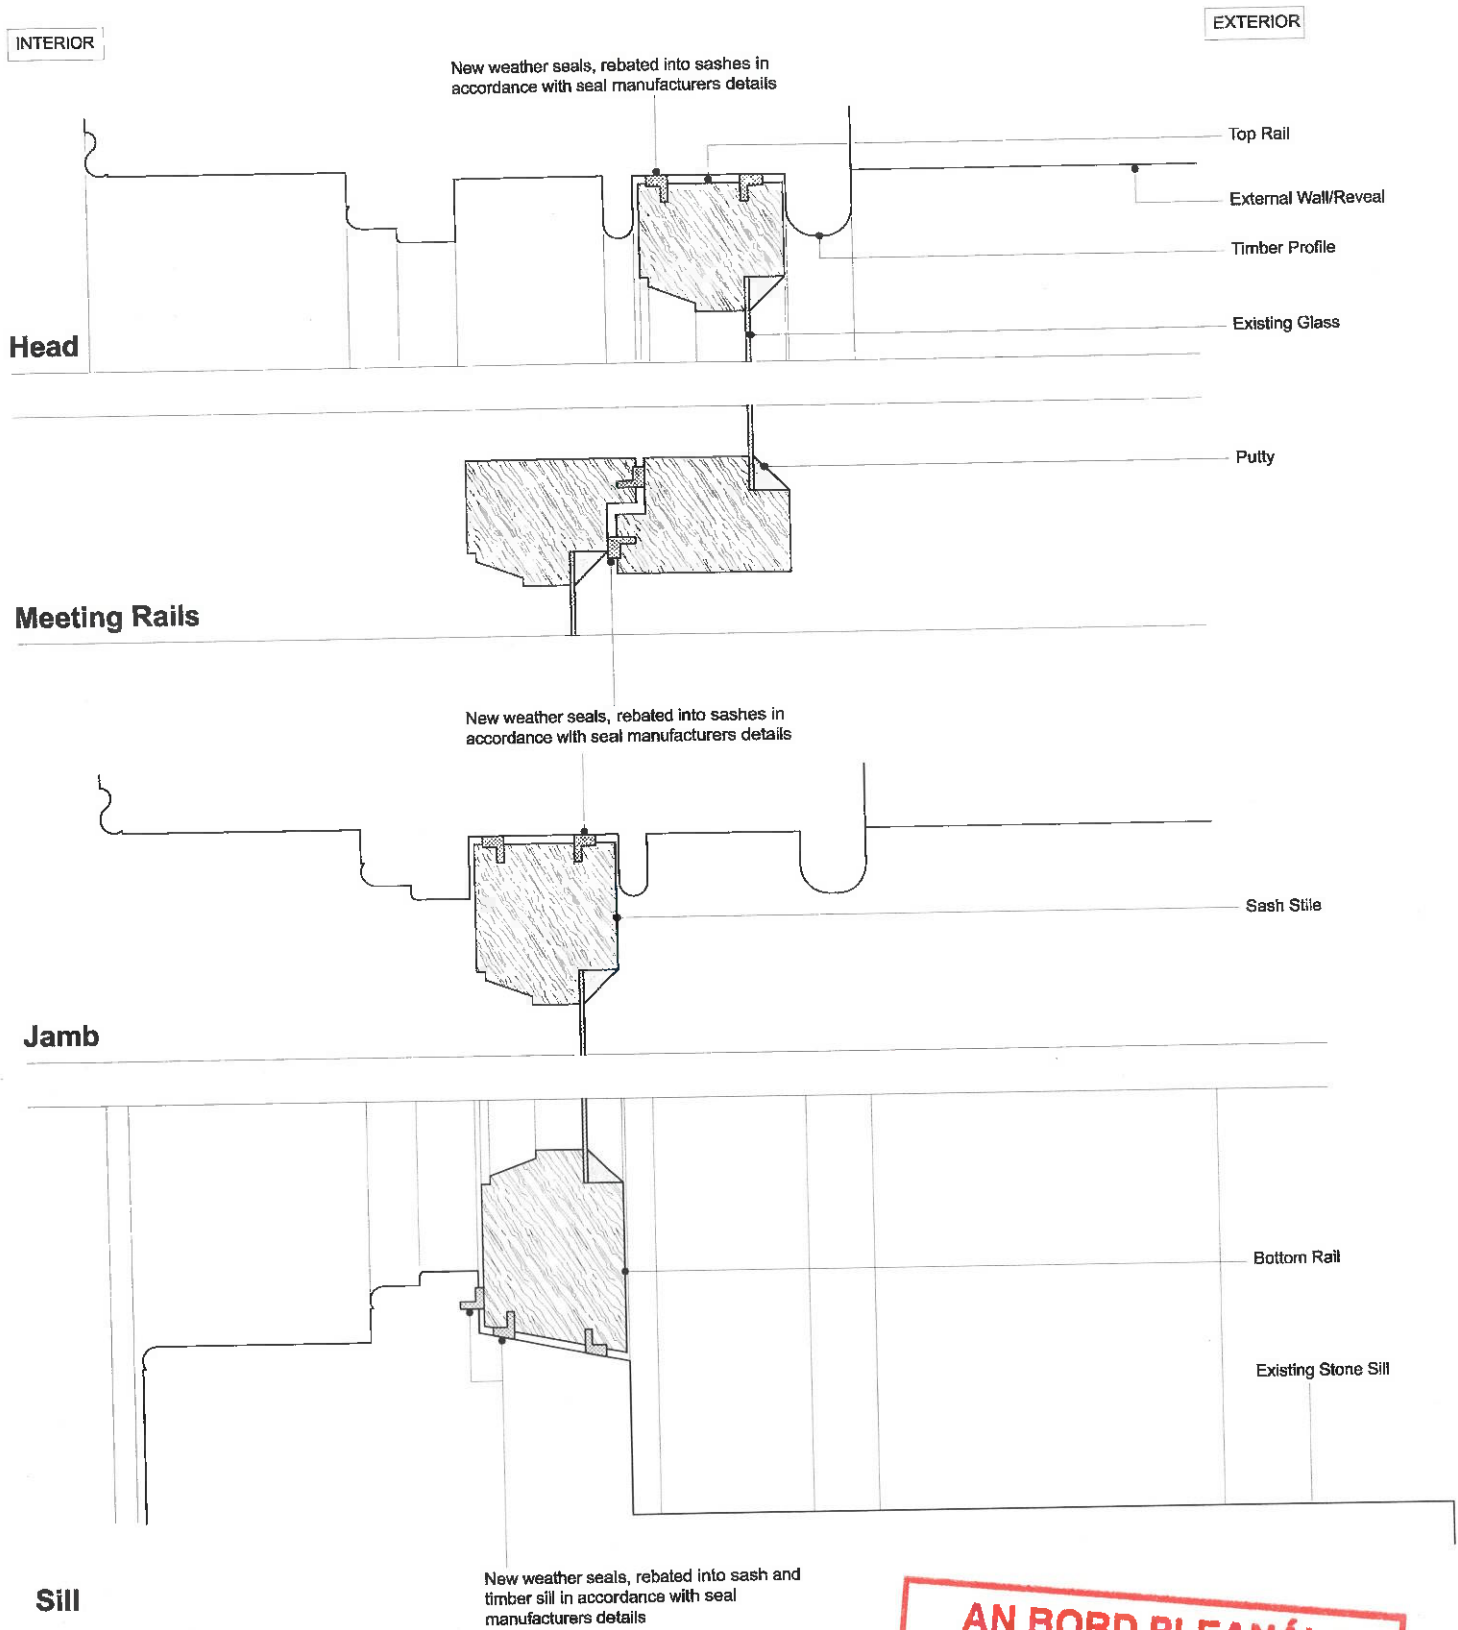 INTERIOR
EXTERIOR
New weather seals, rebated into sashes in
accordance with seal manufacturers details
Top Rail
External Wall/Reveal
Timber Profile
Existing Glass
Head
Putty
Meeting Rails
New weather seals, rebated into sashes in
accordance with seal manufacturers details
Sash Stile
Jamb
Bottom Rail
Existing Stone Sill
New weather seals, rebated into sash and
timber sill in accordance with seal
manufacturers details
Sill
AN BORD